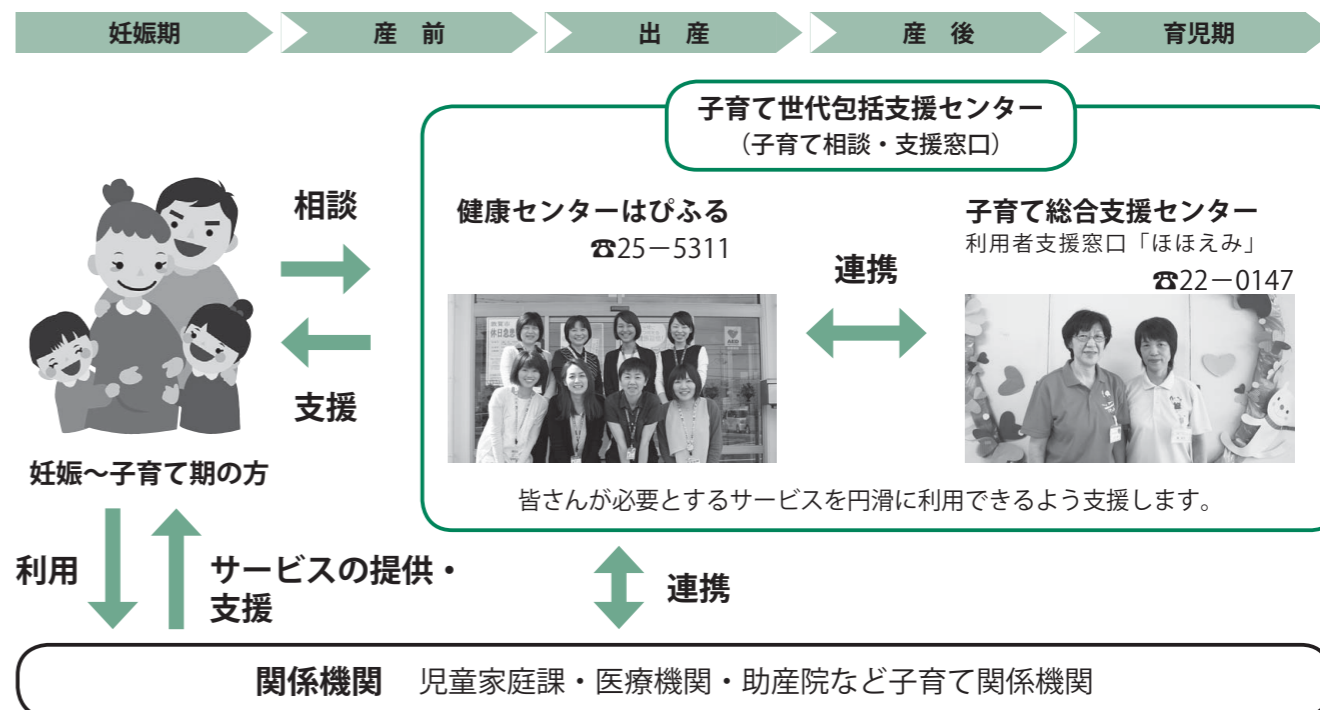 妊娠期
産 前
出 産
産 後
育児期
子育て世代包括支援センター
（子育て相談・支援窓口）
相談
支援
妊娠～子育て期の方
健康センターはぴふる
☎25－5311
連携
子育て総合支援センター
利用者支援窓口「ほほえみ」
☎22－0147
皆さんが必要とするサービスを円滑に利用できるよう支援します。
利用
サービスの提供・
支援
連携
関係機関 児童家庭課・医療機関・助産院など子育て関係機関